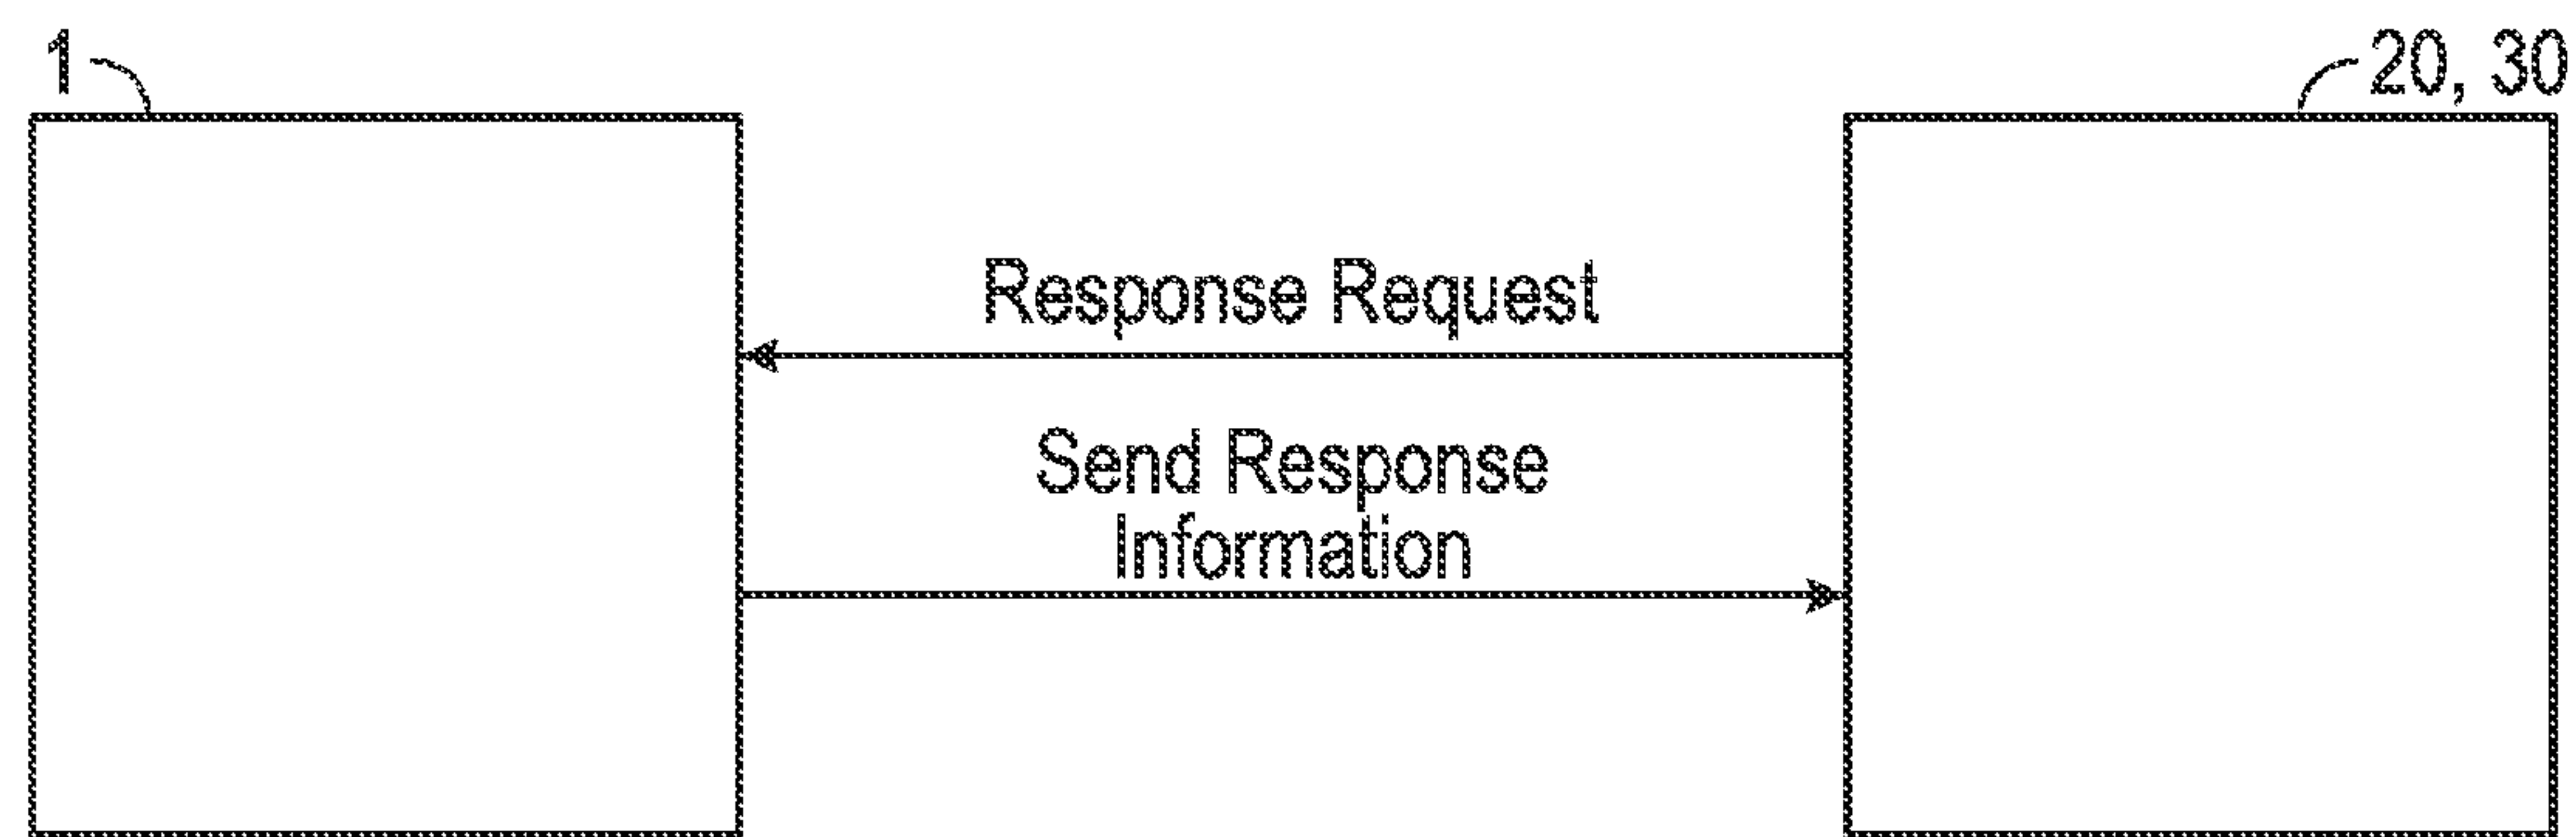 1
20, 30
Response Request
Send Response
Information